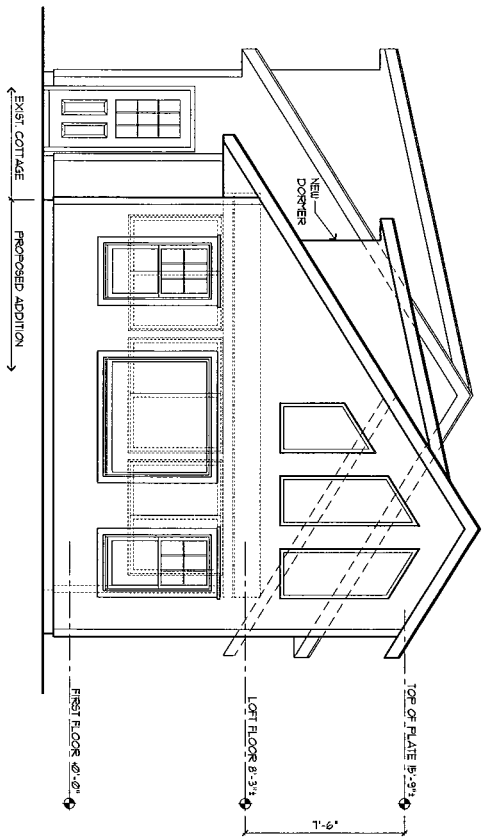 NEW
DORMER
TOP OF PLATE 15'-9"±
7'-6"
LOFT FLOOR 8'-3"±
FIRST FLOOR ±0'-0"
EXIST. COTTAGE
PROPOSED ADDITION